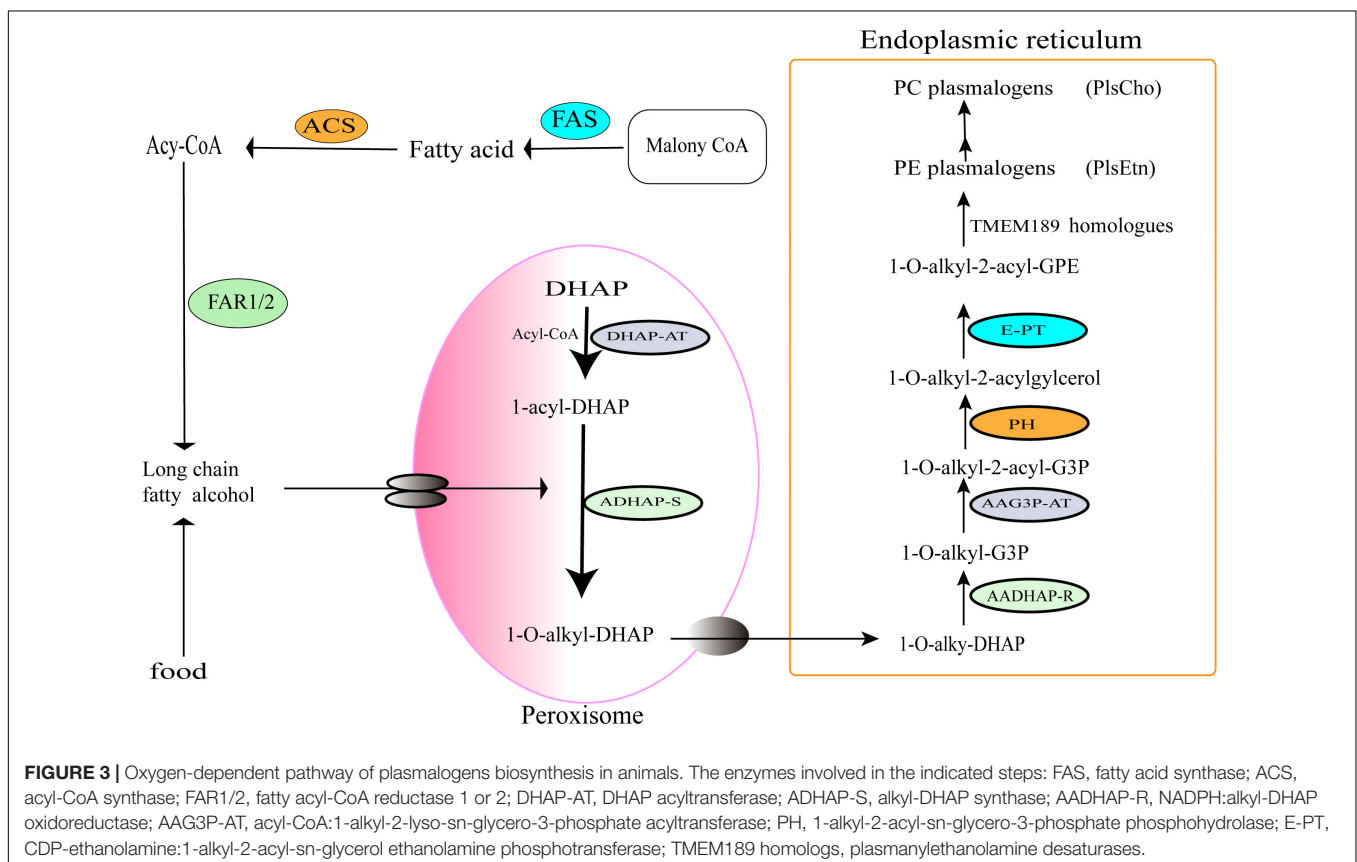 Endoplasmic reticulum
PC plasmalogens (PlsCho)
PE plasmalogens (PlsEtn)
TMEM189 homologues
1-O-alkyl-2-acyl-GPE
E-PT
1-O-alkyl-2-acylgylcerol
PH
1-O-alkyl-2-acyl-G3P
AAG3P-AT
1-O-alkyl-G3P
AADHAP-R
1-O-alky-DHAP
Acy-CoA
ACS
Fatty acid
FAS
Malony CoA
FAR1/2
Long chain
fatty alcohol
food
DHAP
Acyl-CoA
DHAP-AT
1-acyl-DHAP
ADHAP-S
1-O-alkyl-DHAP
Peroxisome
FIGURE 3 | Oxygen-dependent pathway of plasmalogens biosynthesis in animals. The enzymes involved in the indicated steps: FAS, fatty acid synthase; ACS,
acyl-CoA synthase; FAR1/2, fatty acyl-CoA reductase 1 or 2; DHAP-AT, DHAP acyltransferase; ADHAP-S, alkyl-DHAP synthase; AADHAP-R, NADPH:alkyl-DHAP
oxidoreductase; AAG3P-AT, acyl-CoA:1-alkyl-2-lyso-sn-glycero-3-phosphate acyltransferase; PH, 1-alkyl-2-acyl-sn-glycero-3-phosphate phosphohydrolase; E-PT,
CDP-ethanolamine:1-alkyl-2-acyl-sn-glycerol ethanolamine phosphotransferase; TMEM189 homologs, plasmanylethanolamine desaturases.